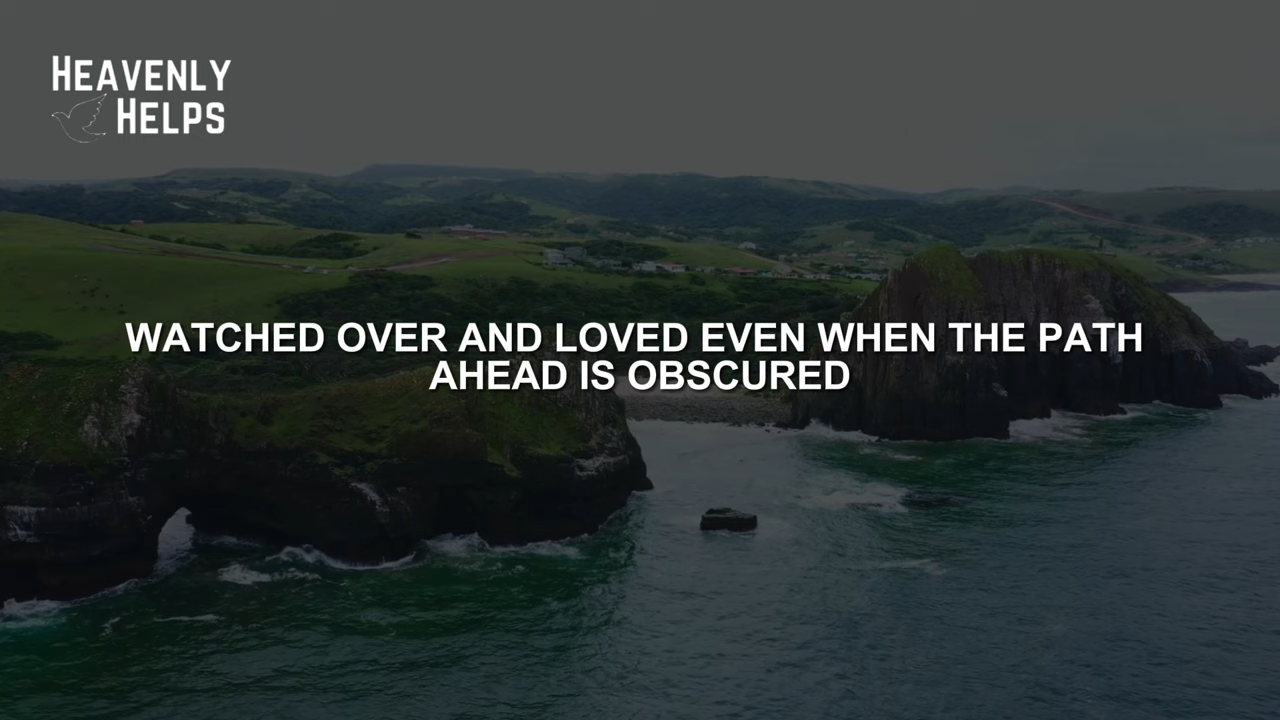 HEAVENLY
HELPS
WATCHED OVER AND LOVED EVEN WHEN THE PATH
AHEAD IS OBSCURED